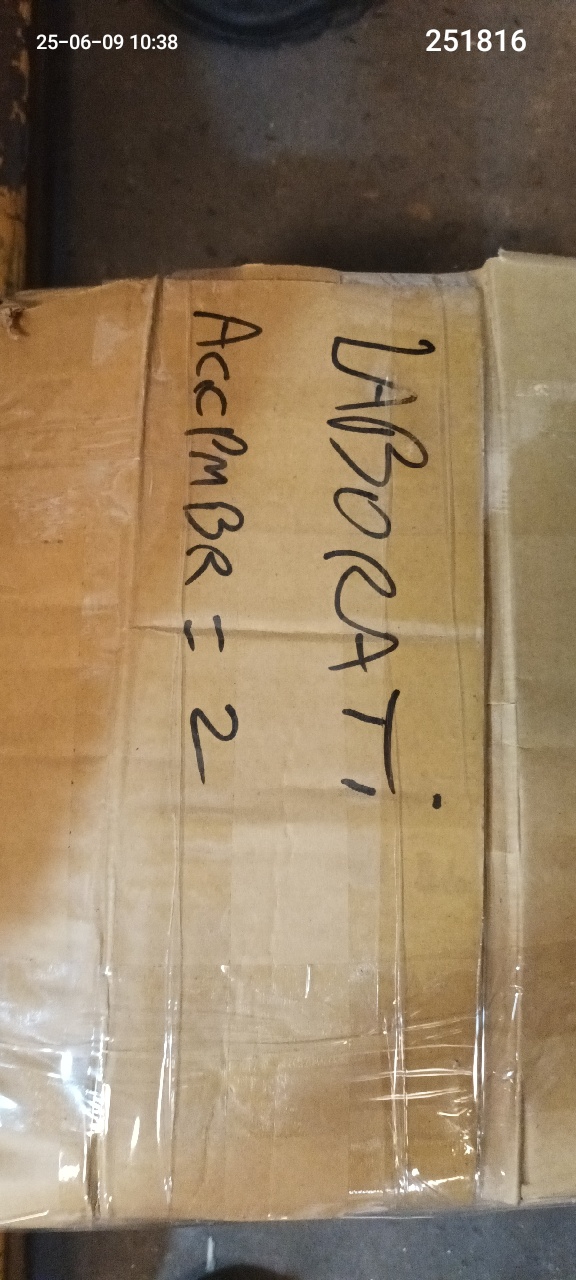 25-06-09 10:38
251816
LABORATi
AccPMBR = 2